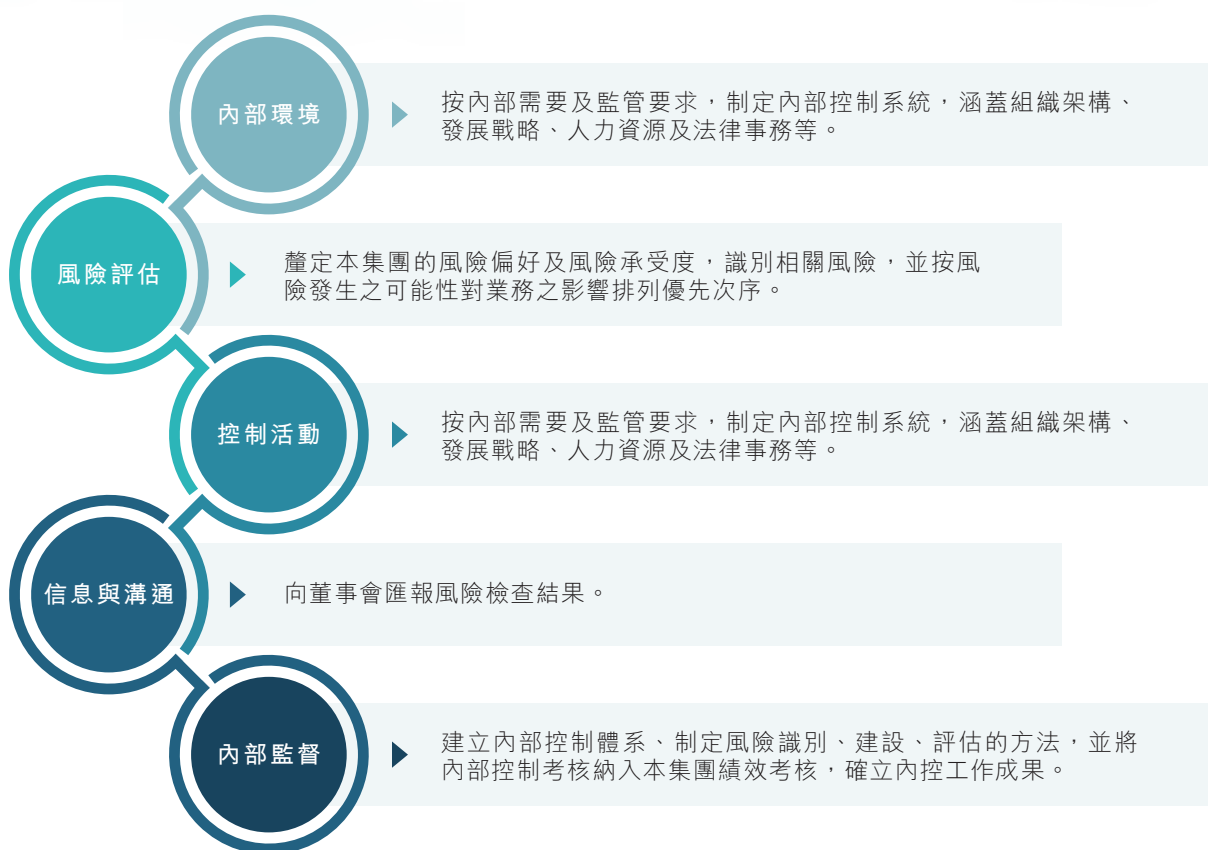 內部環境
按內部需要及監管要求，制定內部控制系統，涵蓋組織架構、
發展戰略、人力資源及法律事務等。
風險評估
釐定本集團的風險偏好及風險承受度，識別相關風險，並按風
險發生之可能性對業務之影響排列優先次序。
控制活動
按內部需要及監管要求，制定內部控制系統，涵蓋組織架構、
發展戰略、人力資源及法律事務等。
信息與溝通
向董事會匯報風險檢查結果。
內部監督
建立內部控制體系、制定風險識別、建設、評估的方法，並將
內部控制考核納入本集團績效考核，確立內控工作成果。